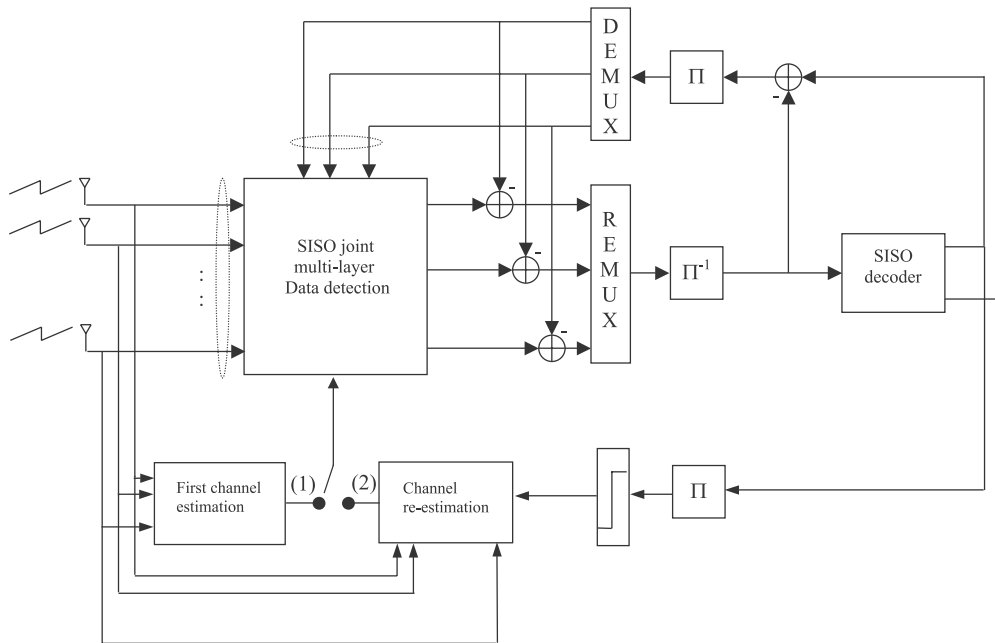 D
E
M
U
X
Π
-
-
-
-
R
E
M
U
X
SISO joint
multi-layer
Data detection
:
:
Π-1
SISO
decoder
First channel
estimation
(1)
(2)
Channel
re-estimation
Π